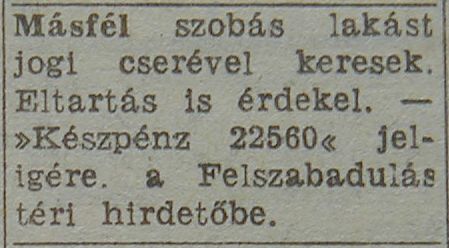 Másfél szobás lakást
jogi cserével keresek.
Eltartás is érdekel. —
»Készpénz 22560« jel-
igére. a Felszabadulás
téri hirdetőbe.